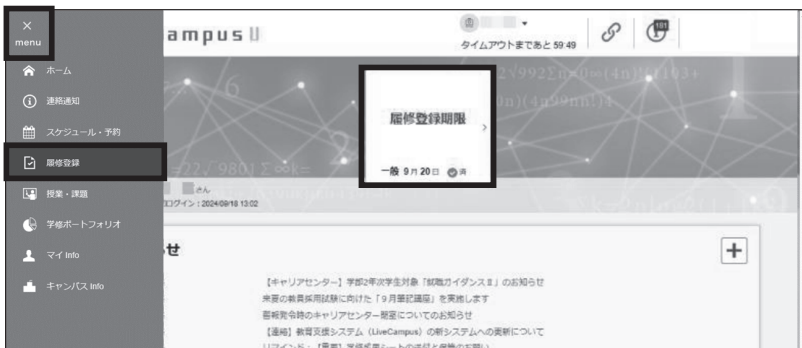 menu
ampus II
タイムアウトまであと 59:49
191
ホーム
連絡通知
スケジュール・予約
履修登録
授業・課題
学修ポートフォリオ
マイ Info
キャンパス Info
履修登録期限
一般 9月20日 済
さん
ログイン : 2024/09/18 13:02
せ
【キャリアセンター】学部2年次学生対象「就職ガイダンスⅡ」のお知らせ
来夏の教員採用試験に向けた「9月筆記講座」を実施します
警報発令時のキャリアセンター閉室についてのお知らせ
【連絡】教育支援システム（LiveCampus）の新システムへの更新について